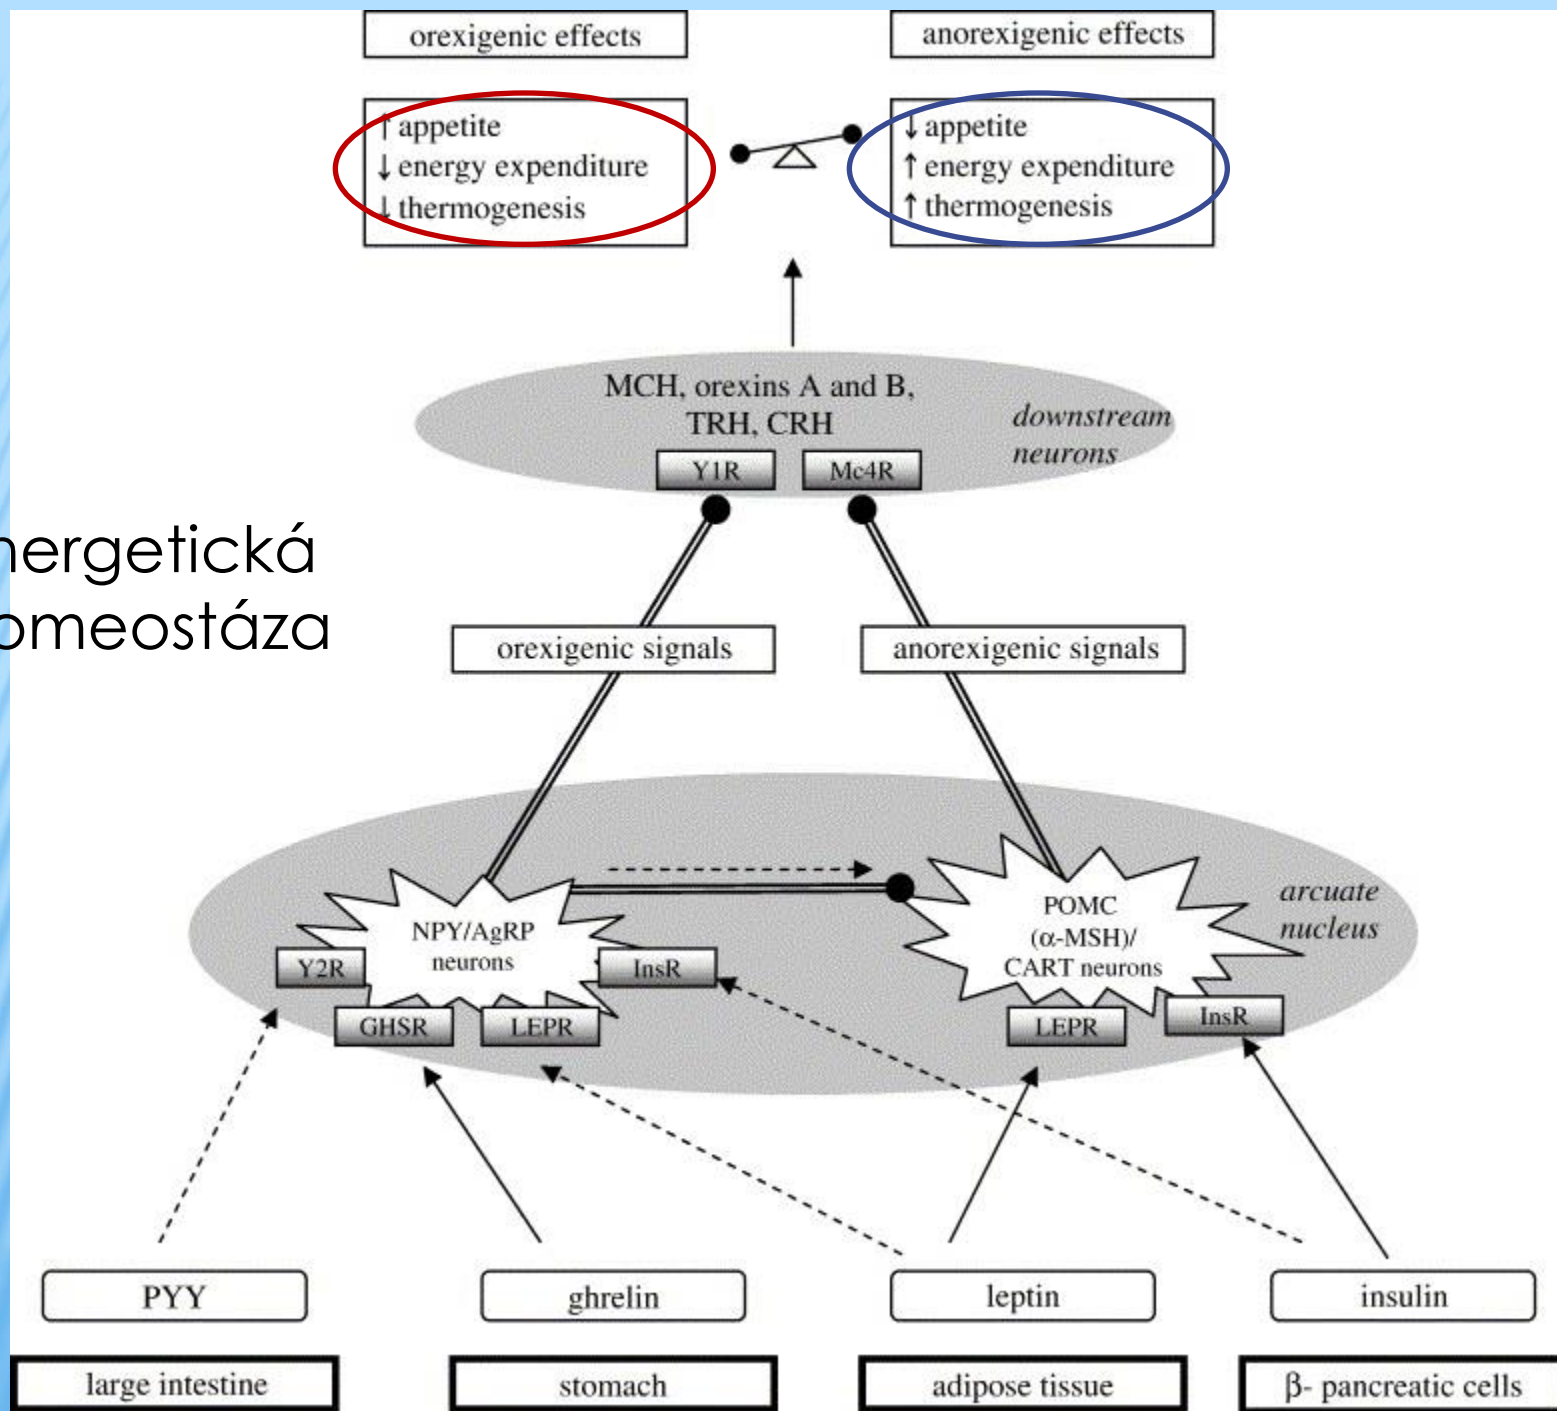 orexigenic effects
anorexigenic effects
↑ appetite
↓ energy expenditure
↓ thermogenesis
↓ appetite
↑ energy expenditure
↑ thermogenesis
MCH, orexins A and B,
TRH, CRH
downstream
neurons
Y1R
Mc4R
nergetická
omeostáza
orexigenic signals
anorexigenic signals
NPY/AgRP
neurons
POMC
(α-MSH)/
CART neurons
arcuate
nucleus
Y2R
InsR
GHSR
LEPR
LEPR
InsR
PYY
ghrelin
leptin
insulin
large intestine
stomach
adipose tissue
β- pancreatic cells